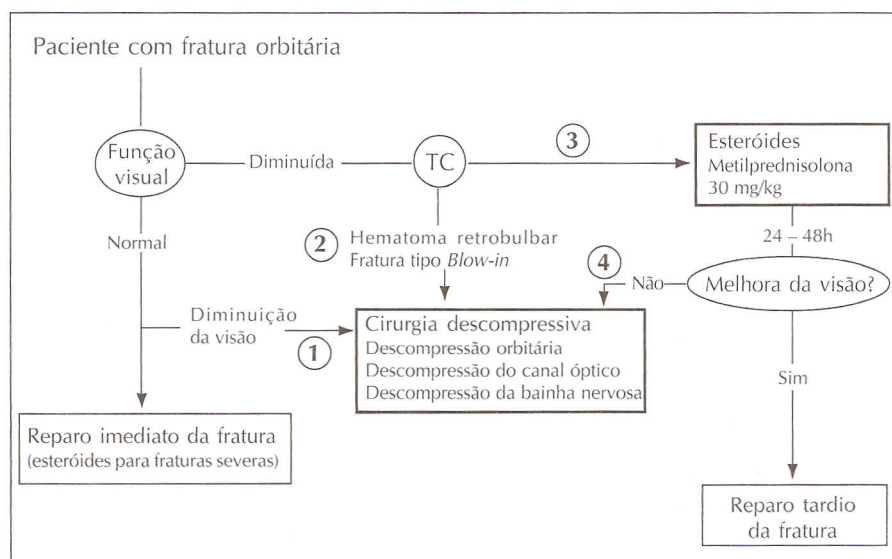 Paciente com fratura orbitária
Função
visual
Diminuída
TC
3
Esteróides
Metilprednisolona
30 mg/kg
Normal
2
Hematoma retrobulbar
Fratura tipo Blow-in
24 – 48h
4
Não
Melhora da visão?
Diminuição
da visão
1
Cirurgia descompressiva
Descompressão orbitária
Descompressão do canal óptico
Descompressão da bainha nervosa
Sim
Reparo imediato da fratura
(esteróides para fraturas severas)
Reparo tardio
da fratura